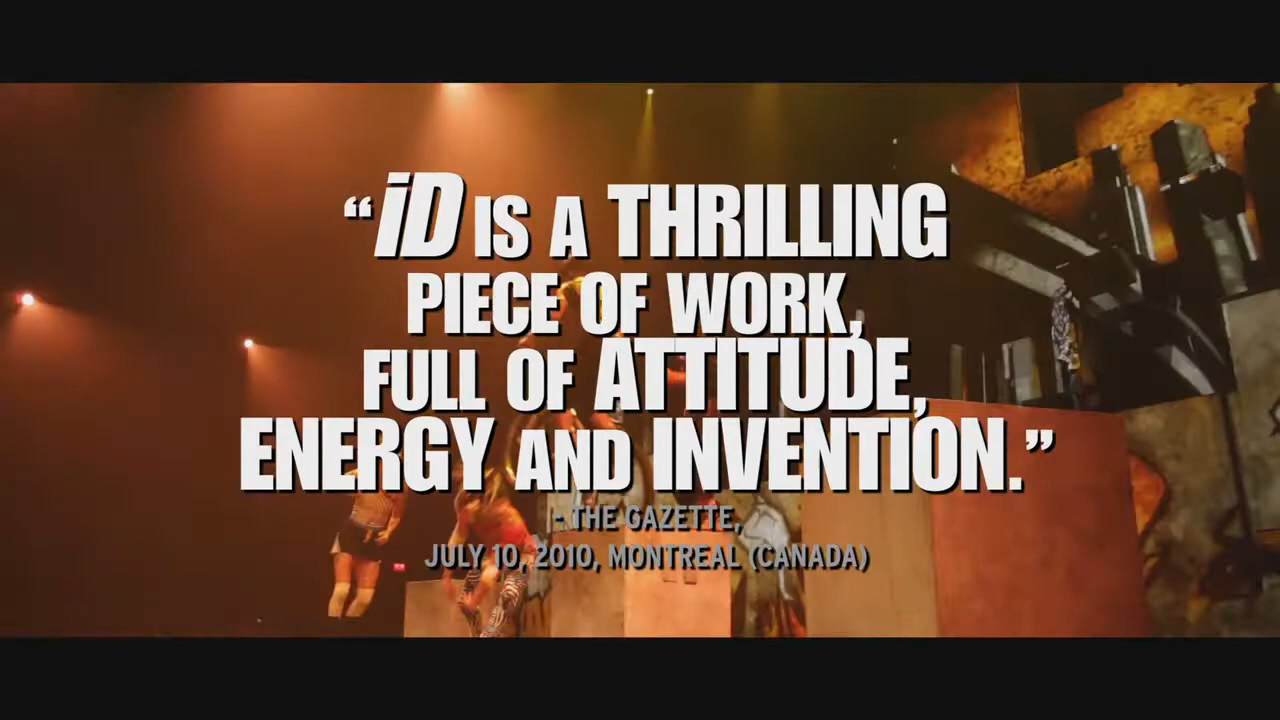 “iD IS A THRILLING
PIECE OF WORK,
FULL OF ATTITUDE,
ENERGY AND INVENTION.”
- THE GAZETTE,
JULY 10, 2010, MONTREAL (CANADA)